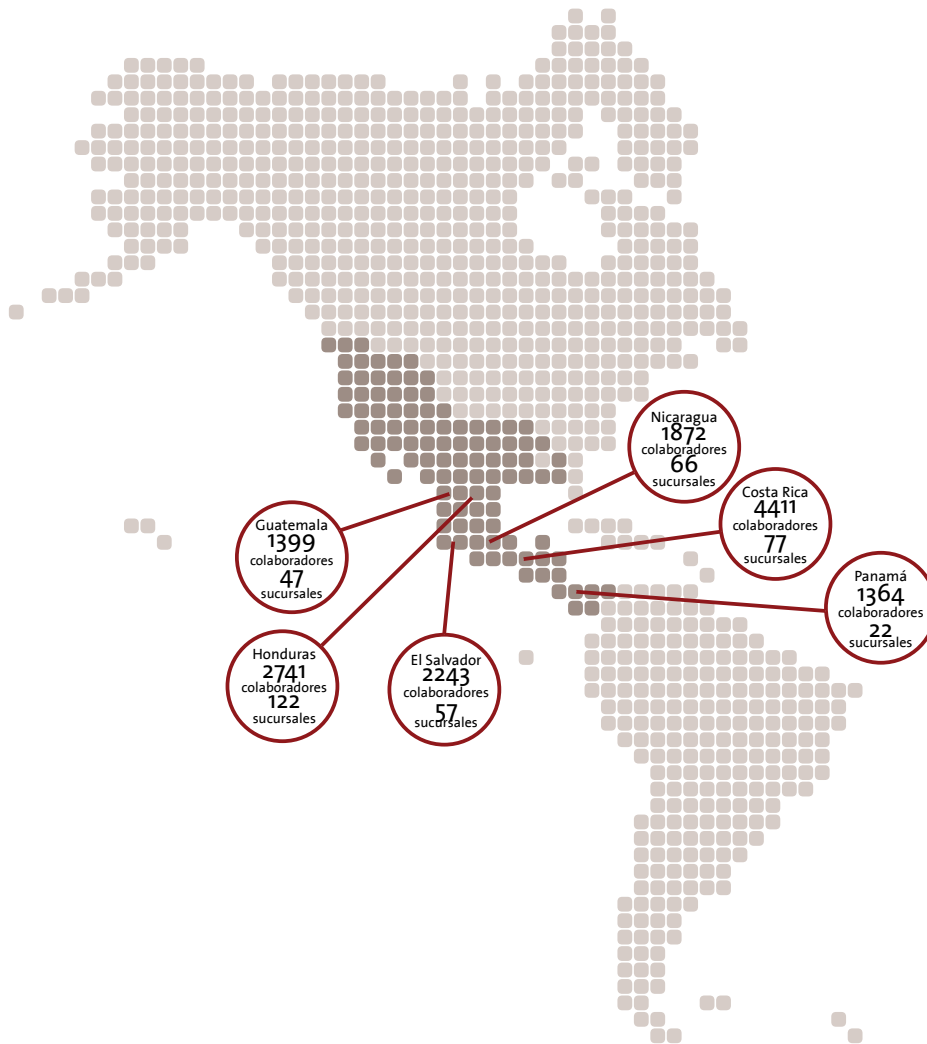 Nicaragua
1872
colaboradores
66
sucursales
Costa Rica
4411
colaboradores
77
sucursales
Guatemala
1399
colaboradores
47
sucursales
Panamá
1364
colaboradores
22
sucursales
Honduras
2741
colaboradores
122
sucursales
El Salvador
2243
colaboradores
57
sucursales